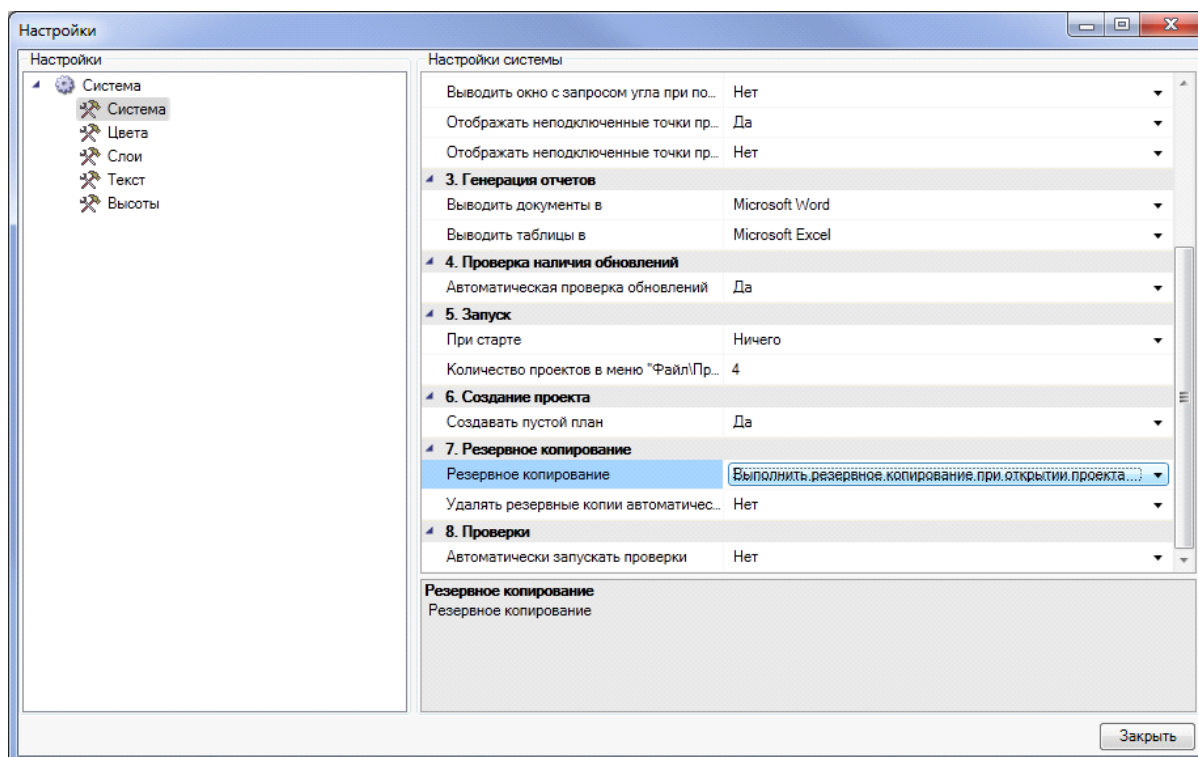 Настройки
Настройки
Система
Система
Цвета
Слои
Текст
Высоты
Настройки системы
Выводить окно с запросом угла при по... Нет
Отображать неподключенные точки пр... Да
Отображать неподключенные точки пр... Нет
3. Генерация отчетов
Выводить документы в Microsoft Word
Выводить таблицы в Microsoft Excel
4. Проверка наличия обновлений
Автоматическая проверка обновлений Да
5. Запуск
При старте Ничего
Количество проектов в меню "Файл\Пр... 4
6. Создание проекта
Создавать пустой план Да
7. Резервное копирование
Резервное копирование Выполнить резервное копирование при открытии проекта...
Удалять резервные копии автоматичес... Нет
8. Проверки
Автоматически запускать проверки Нет
Резервное копирование
Резервное копирование
Закрыть